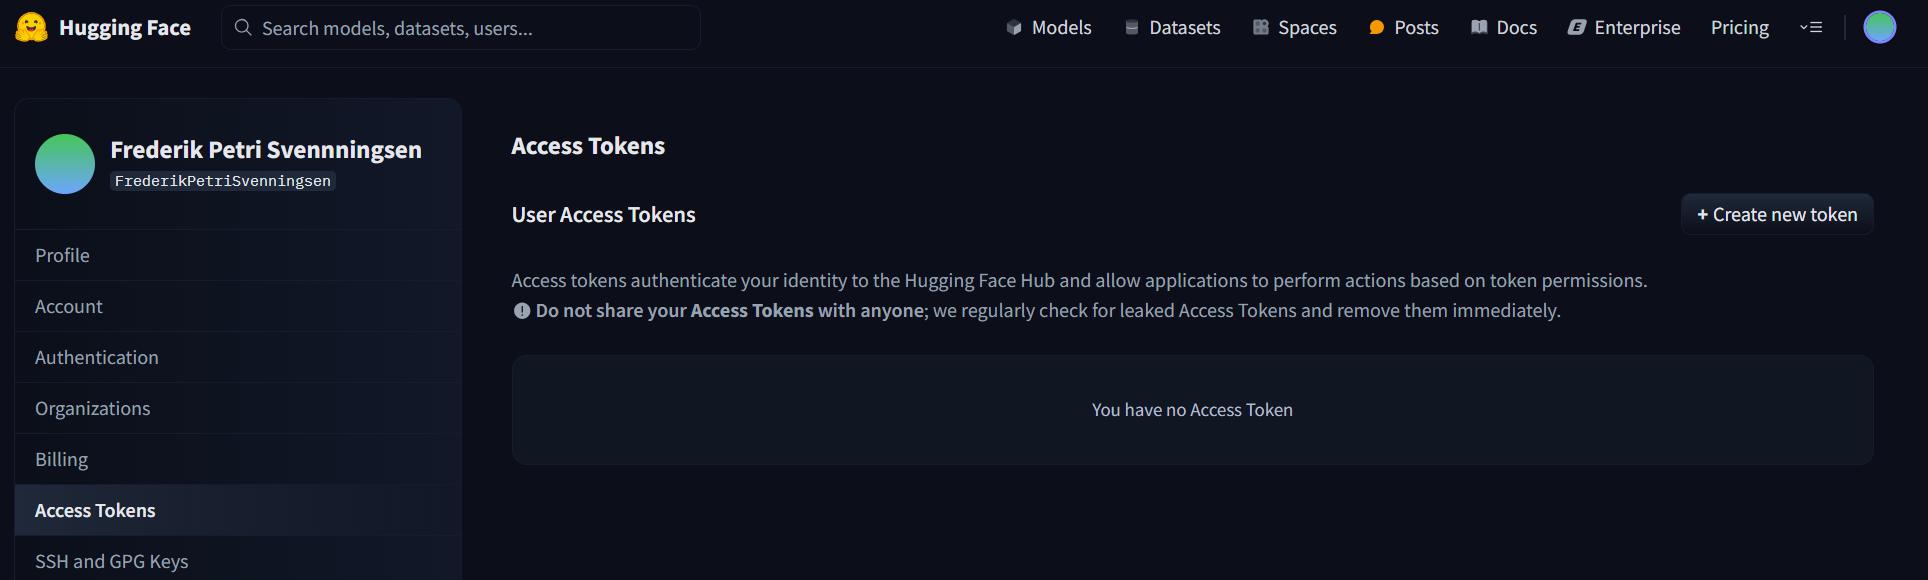 Hugging Face
Search models, datasets, users...
Models
Datasets
Spaces
Posts
Docs
Enterprise
Pricing
Frederik Petri Svennningsen
FrederikPetriSvenningsen
Profile
Account
Authentication
Organizations
Billing
Access Tokens
SSH and GPG Keys
Access Tokens
User Access Tokens
+ Create new token
Access tokens authenticate your identity to the Hugging Face Hub and allow applications to perform actions based on token permissions.
Do not share your Access Tokens with anyone; we regularly check for leaked Access Tokens and remove them immediately.
You have no Access Token